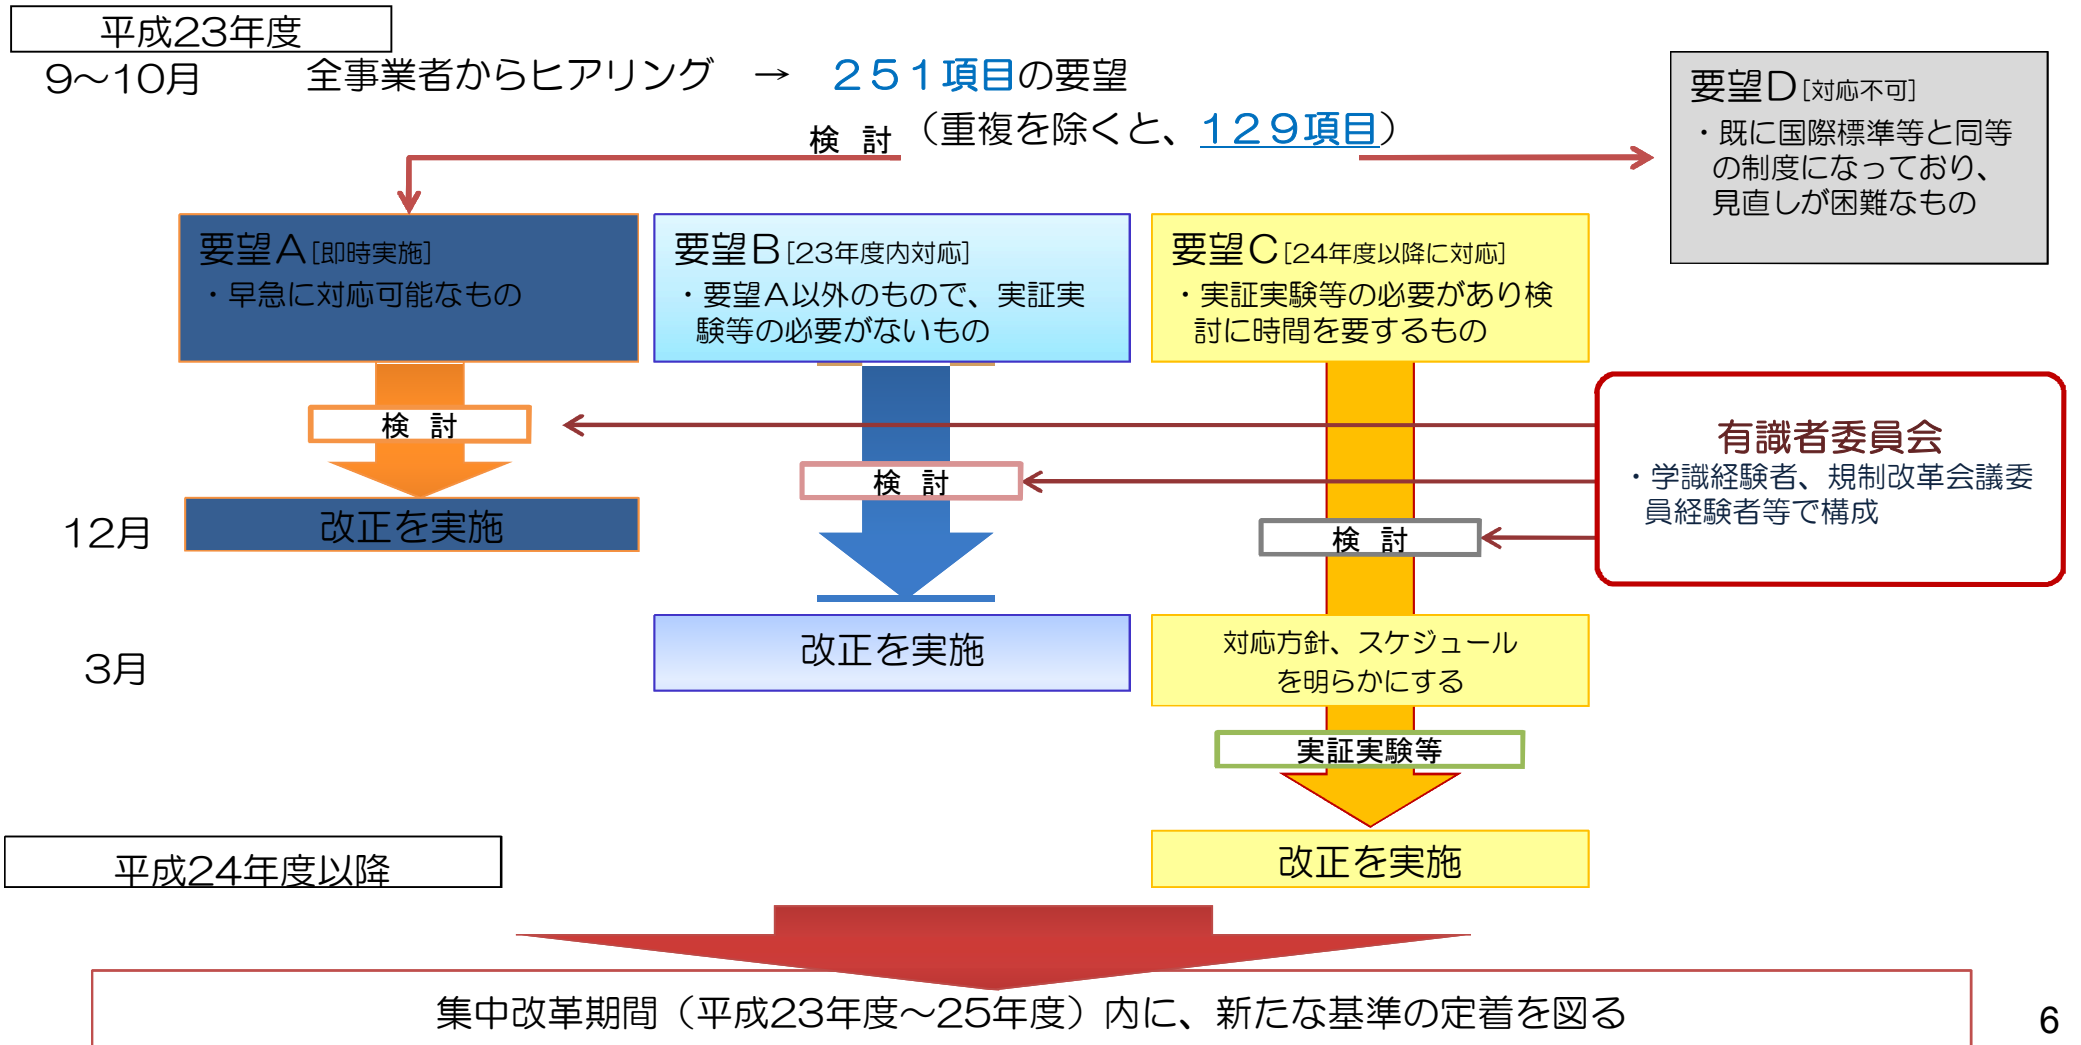 平成23年度
9～10月　全事業者からヒアリング　→　２５１項目の要望
検 討 （重複を除くと、１２９項目）
要望D [対応不可]
・既に国際標準等と同等
の制度になっており、
見直しが困難なもの
要望A [即時実施]
・早急に対応可能なもの
要望B [23年度内対応]
・要望A以外のもので、実証実
験等の必要がないもの
要望C [24年度以降に対応]
・実証実験等の必要があり検
討に時間を要するもの
検 討
検 討
検 討
有識者委員会
・学識経験者、規制改革会議委
員経験者等で構成
12月
改正を実施
3月
改正を実施
対応方針、スケジュール
を明らかにする
実証実験等
改正を実施
平成24年度以降
集中改革期間（平成23年度～25年度）内に、新たな基準の定着を図る
6